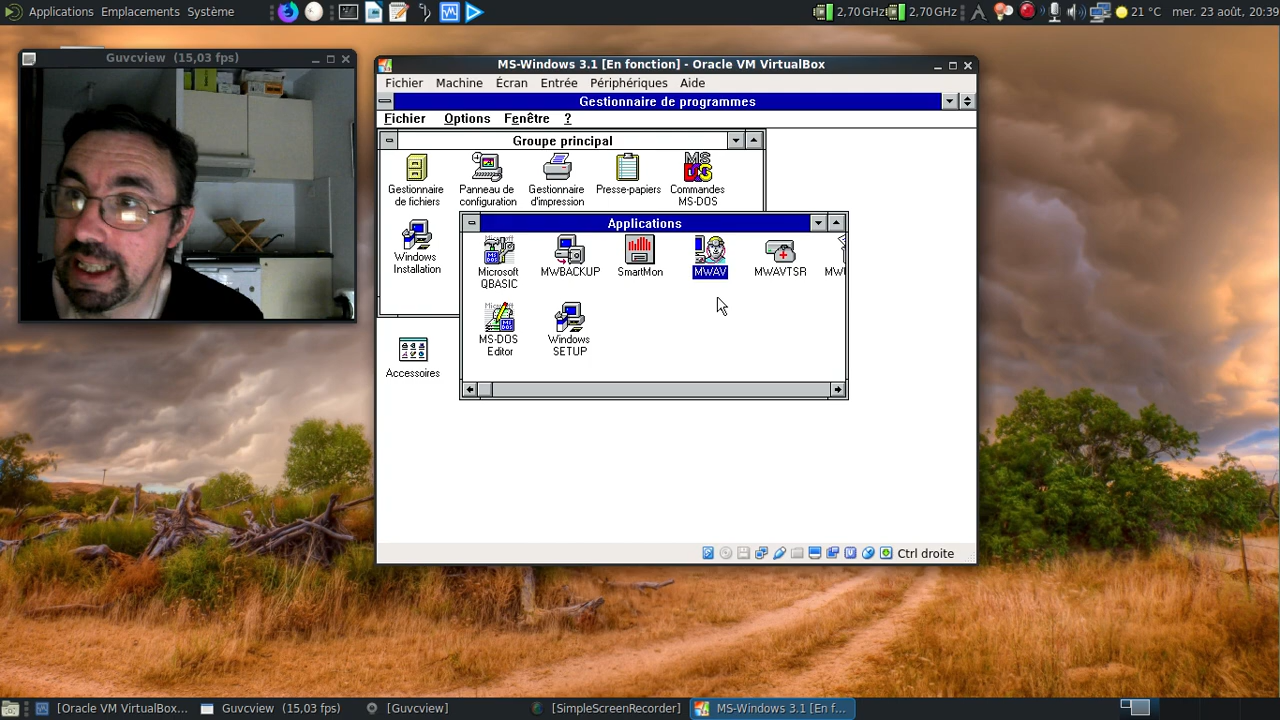 Applications Emplacements Système
2,70 GHz 2,70 GHz 21 °C mer. 23 août, 20:39
Guvcview (15,03 fps)
MS-Windows 3.1 [En fonction] - Oracle VM VirtualBox
Fichier Machine Écran Entrée Périphériques Aide
Gestionnaire de programmes
Fichier Options Fenêtre ?
Groupe principal
Gestionnaire de fichiers
Panneau de configuration
Gestionnaire d'impression
Presse-papiers
MS DOS
Commandes MS-DOS
Windows Installation
Accessoires
Applications
Microsoft QBASIC
MWBACKUP
SmartMon
MWAV
MWAVTSR
MS-DOS Editor
Windows SETUP
Ctrl droite
[Oracle VM VirtualBox...
Guvcview (15,03 fps)
[Guvcview]
[SimpleScreenRecorder]
MS-Windows 3.1 [En f...